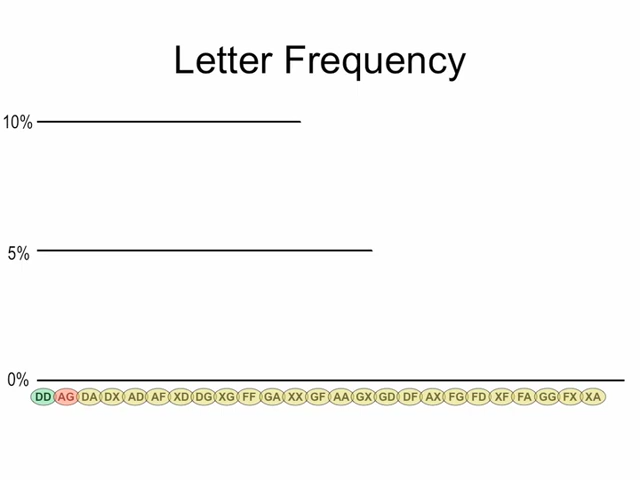 Letter Frequency
10%
5%
0%
DD AG DA DX AD AF XD DG XG FF GA XX GF AA GX GD DF AX FG FD XF FA GG FX XA